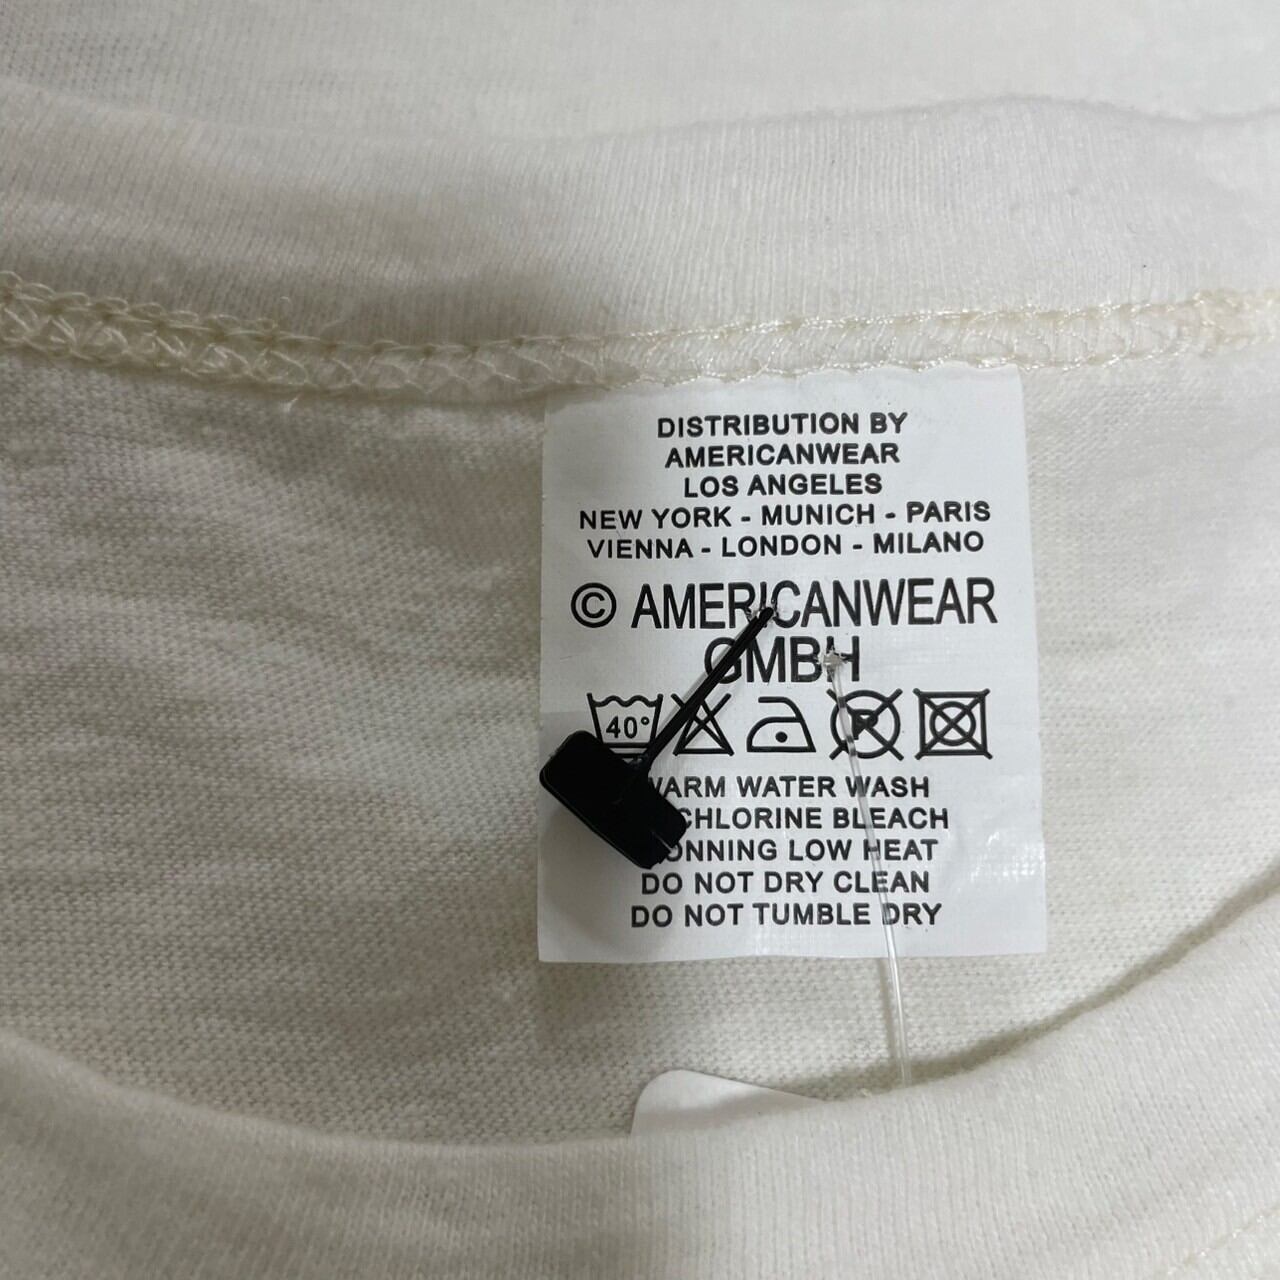 DISTRIBUTION BY
AMERICANWEAR
LOS ANGELES
NEW YORK - MUNICH - PARIS
VIENNA - LONDON - MILANO
© AMERICANWEAR
GMBH
40° P
WARM WATER WASH
CHLORINE BLEACH
ONNING LOW HEAT
DO NOT DRY CLEAN
DO NOT TUMBLE DRY